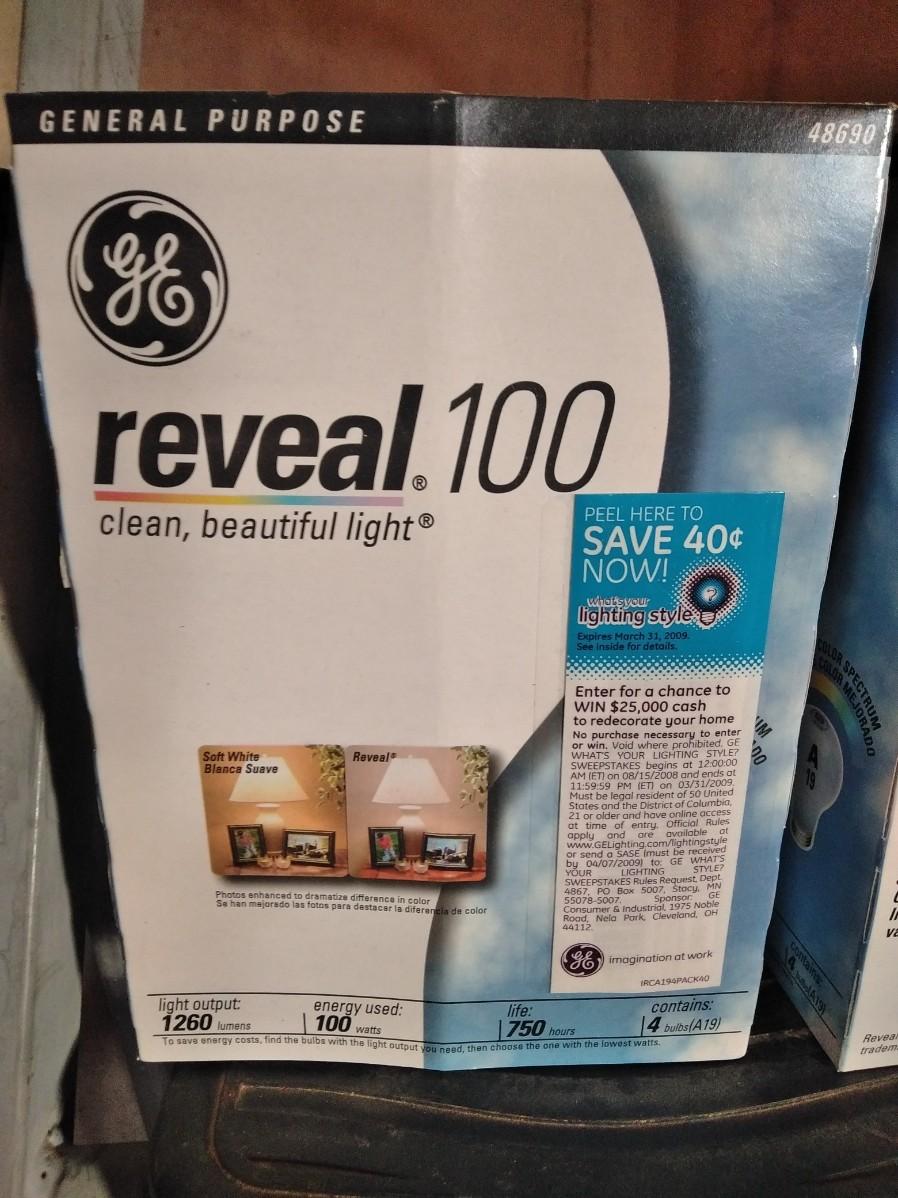 GENERAL PURPOSE
48690
GE
reveal® 100
clean, beautiful light®
PEEL HERE TO
SAVE 40¢
NOW!
what's your
lighting style
?
Expires March 31, 2009.
See inside for details.
Enter for a chance to
WIN $25,000 cash
to redecorate your home
No purchase necessary to enter
or win. Void where prohibited. GE
WHAT'S YOUR LIGHTING STYLE?
SWEEPSTAKES begins at 12:00:00
AM (ET) on 08/15/2008 and ends at
11:59:59 PM (ET) on 03/31/2009.
Must be legal resident of 50 United
States and the District of Columbia,
21 or older and have online access
at time of entry. Official Rules
apply and are available at
www.GELighting.com/lightingstyle
or send a SASE (must be received
by 04/07/2009) to: GE WHAT'S
YOUR LIGHTING STYLE?
SWEEPSTAKES Rules Request, Dept.
4867, PO Box 5007, Stacy, MN
55078-5007. Sponsor: GE
Consumer & Industrial, 1975 Noble
Road, Nela Park, Cleveland, OH
44112.
GE imagination at work
IRCA194PACK40
Soft White
Blanca Suave
Reveal®
Photos enhanced to dramatize difference in color
Se han mejorado las fotos para destacar la diferencia de color
light output:
1260 lumens
energy used:
100 watts
life:
750 hours
contains:
4 bulbs(A19)
To save energy costs, find the bulbs with the light output you need, then choose the one with the lowest watts.
COLOR SPECTRUM
COLOR MEJORADO
A
19
contains:
4 bulbs(A19)
Reveal